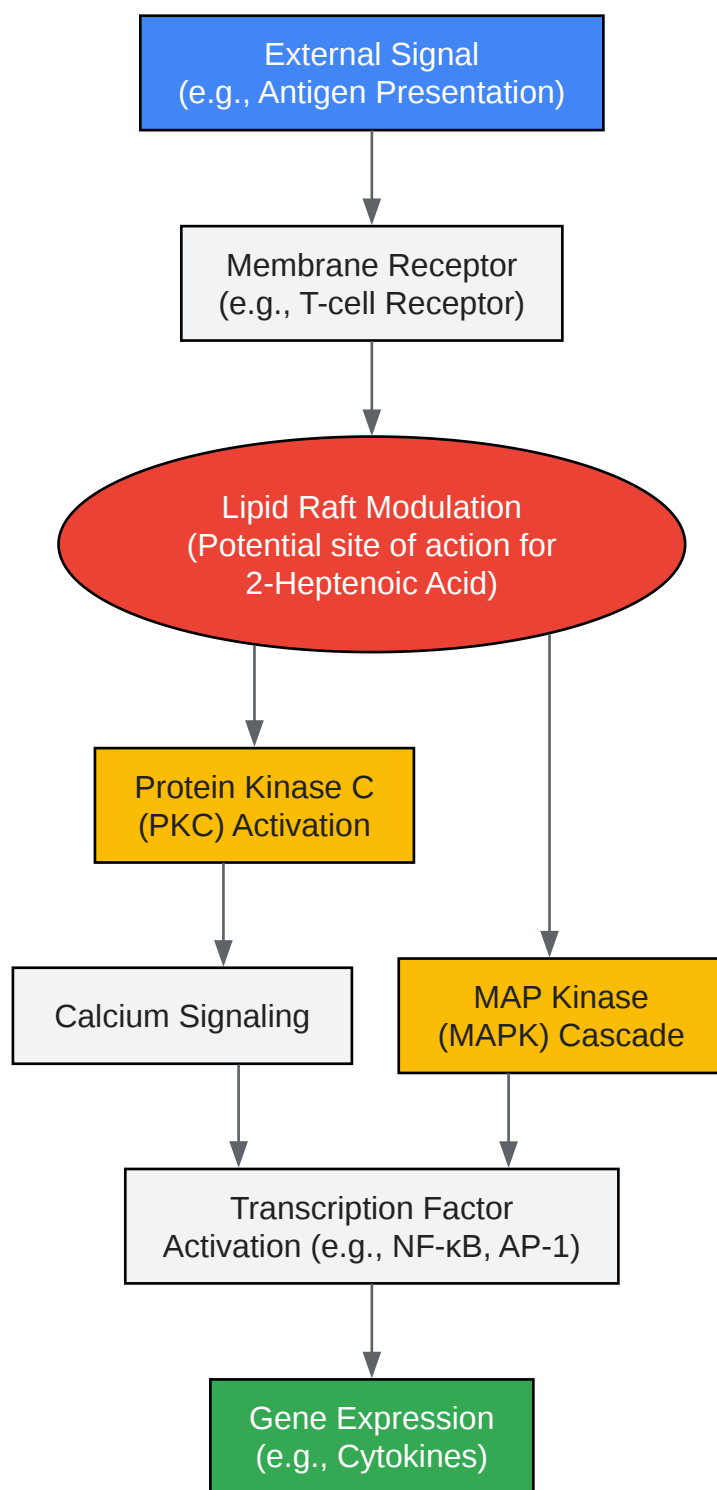 External Signal
(e.g., Antigen Presentation)
Membrane Receptor
(e.g., T-cell Receptor)
Lipid Raft Modulation
(Potential site of action for
2-Heptenoic Acid)
Protein Kinase C
(PKC) Activation
Calcium Signaling
MAP Kinase
(MAPK) Cascade
Transcription Factor
Activation (e.g., NF-κB, AP-1)
Gene Expression
(e.g., Cytokines)